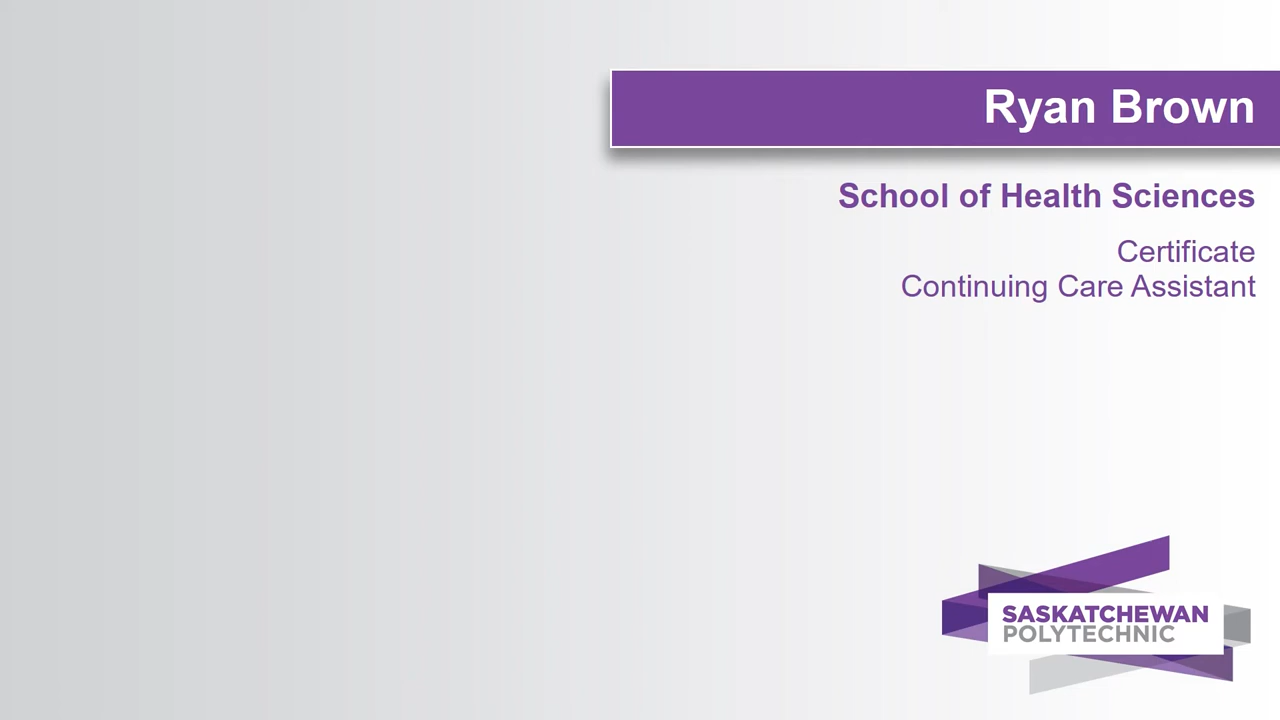 Ryan Brown
School of Health Sciences
Certificate
Continuing Care Assistant
SASKATCHEWAN
POLYTECHNIC